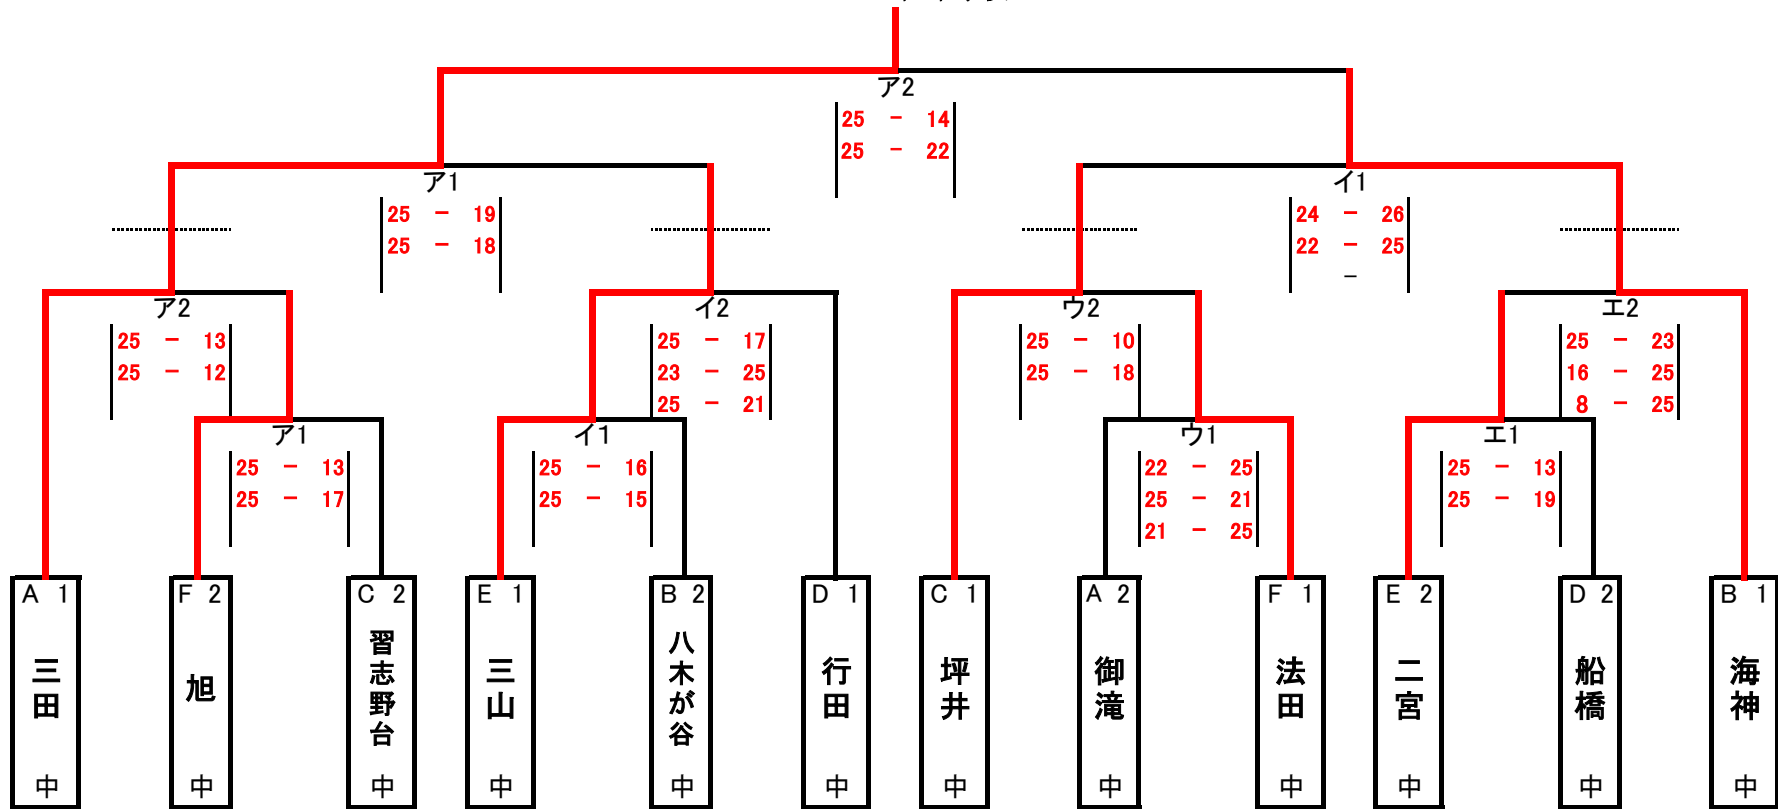 ア2
25 － 14
25 － 22
ア1
25 － 19
25 － 18
イ1
24 － 26
22 － 25
－
ア2
25 － 13
25 － 12
イ2
25 － 17
23 － 25
25 － 21
ウ2
25 － 10
25 － 18
エ2
25 － 23
16 － 25
8 － 25
ア1
25 － 13
25 － 17
イ1
25 － 16
25 － 15
ウ1
22 － 25
25 － 21
21 － 25
エ1
25 － 13
25 － 19
A 1
三田
中
F 2
旭
中
C 2
習志野台
中
E 1
三山
中
B 2
八木が谷
中
D 1
行田
中
C 1
坪井
中
A 2
御滝
中
F 1
法田
中
E 2
二宮
中
D 2
船橋
中
B 1
海神
中